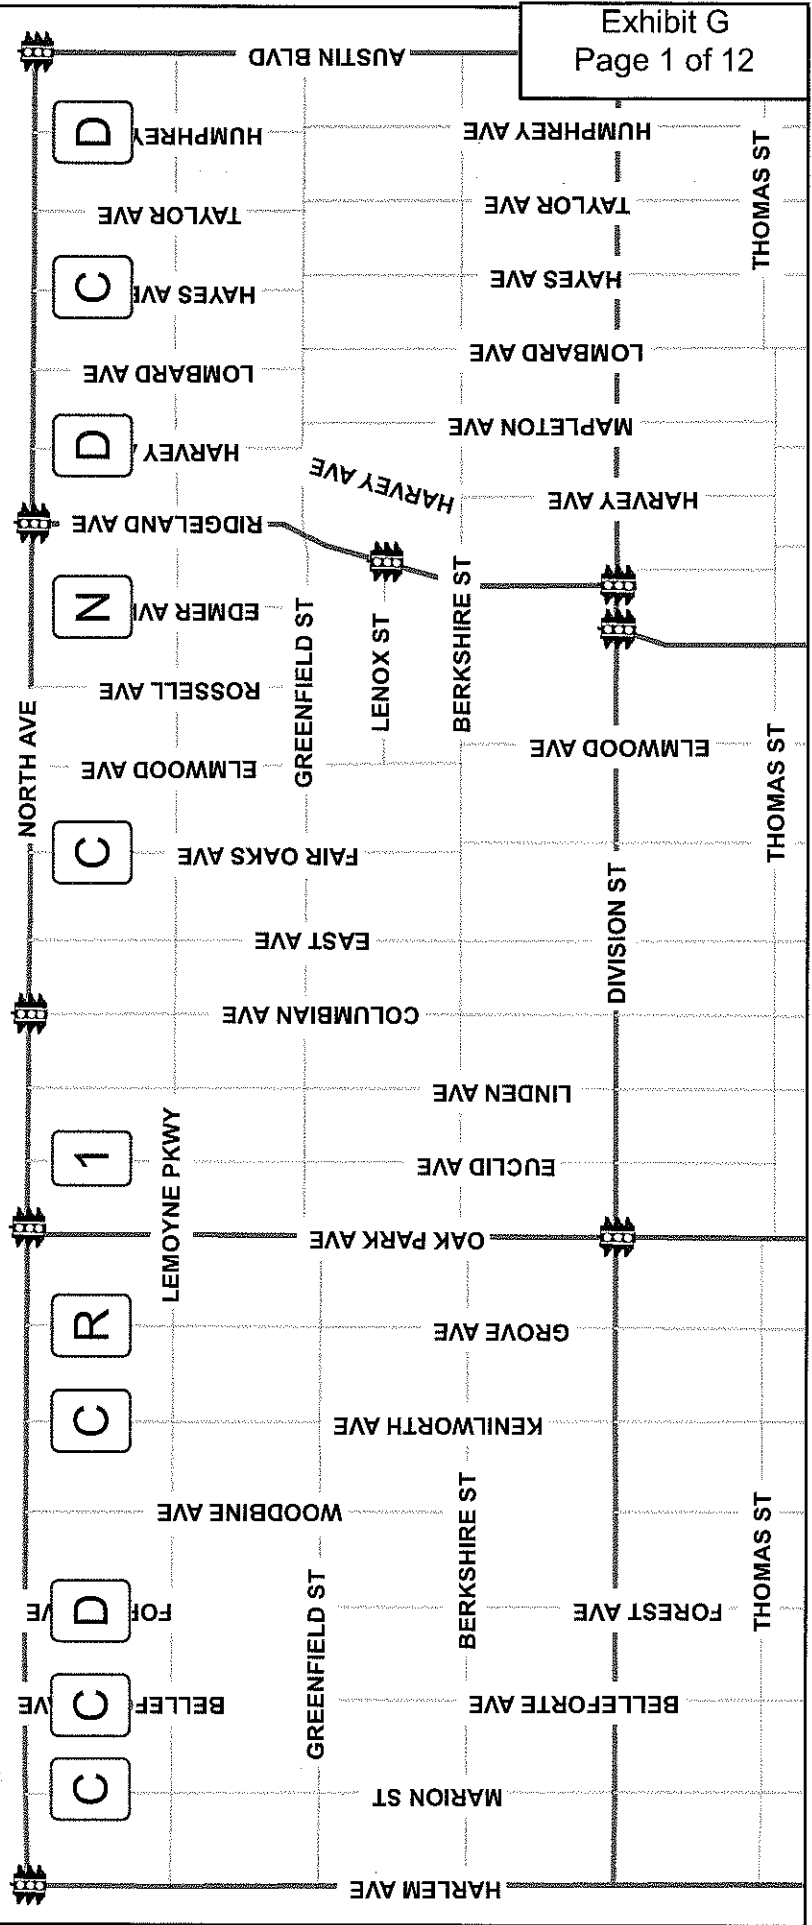 Exhibit G
Page 1 of 12
AUSTIN BLVD
D
HUMPHREY
HUMPHREY AVE
TAYLOR AVE
TAYLOR AVE
THOMAS ST
C
HAYES AVE
HAYES AVE
LOMBARD AVE
LOMBARD AVE
D
HARVEY
MAPLETON AVE
HARVEY AVE
HARVEY AVE
RIDGELAND AVE
N
EDMER AVE
GREENFIELD ST
LENOX ST
BERKSHIRE ST
ROSSELL AVE
NORTH AVE
ELMWOOD AVE
ELMWOOD AVE
THOMAS ST
C
FAIR OAKS AVE
DIVISION ST
EAST AVE
COLUMBIAN AVE
LINDEN AVE
1
LEMOYNE PKWY
EUCLID AVE
OAK PARK AVE
R
GROVE AVE
C
KENILWORTH AVE
WOODBINE AVE
BERKSHIRE ST
THOMAS ST
D
FOREST AVE
GREENFIELD ST
C
BELLEF
VE
BELLEFORTE AVE
C
MARION ST
HARLEM AVE